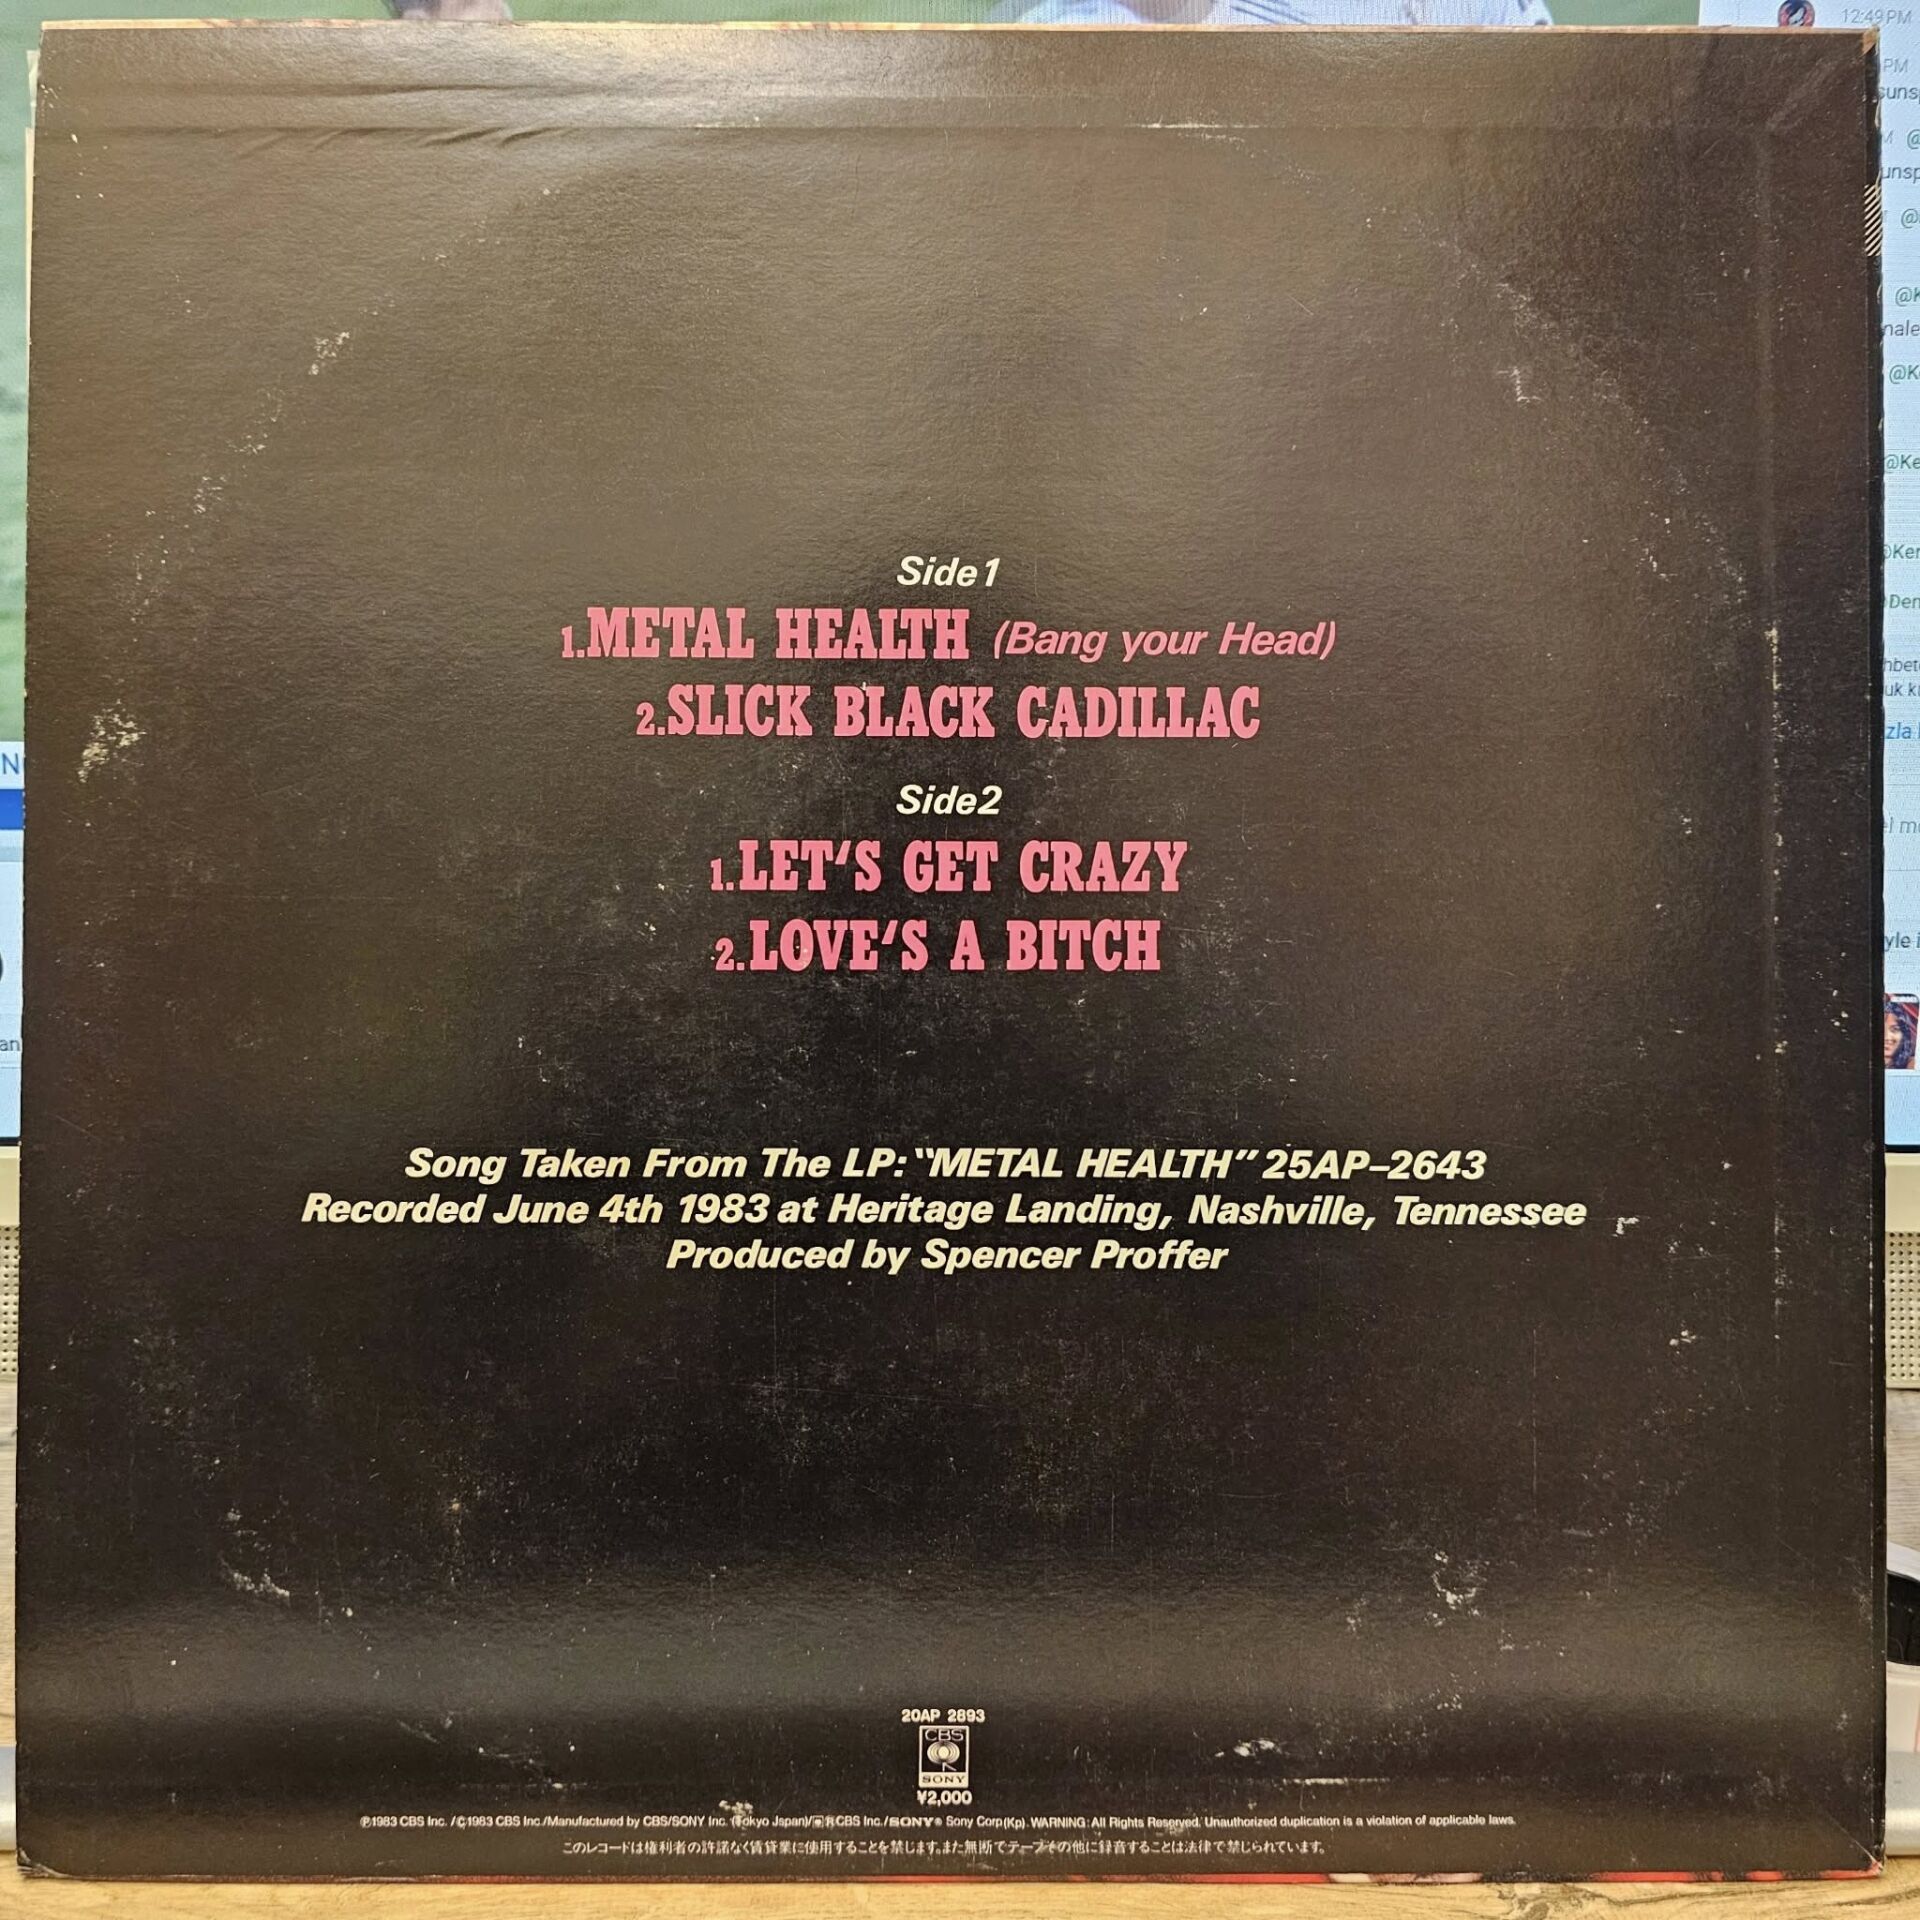 12:49 PM
PM
Side 1
1.METAL HEALTH (Bang your Head)
2.SLICK BLACK CADILLAC
Side2
1.LET'S GET CRAZY
2.LOVE'S A BITCH
Song Taken From The LP: "METAL HEALTH" 25AP-2643
Recorded June 4th 1983 at Heritage Landing, Nashville, Tennessee
Produced by Spencer Proffer
20AP 2893
CBS
SONY
¥2,000
℗1983 CBS Inc. /©1983 CBS Inc./Manufactured by CBS/SONY Inc. (Tokyo Japan)/ CBS Inc./SONY® Sony Corp(Kp). WARNING: All Rights Reserved. Unauthorized duplication is a violation of applicable laws.
このレコードは権利者の許諾なく賃貸業に使用することを禁じます。また無断でテープその他に録音することは法律で禁じられています。